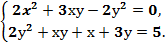 2x² + 3xy − 2y² = 0,
2y² + xy + x + 3y = 5.